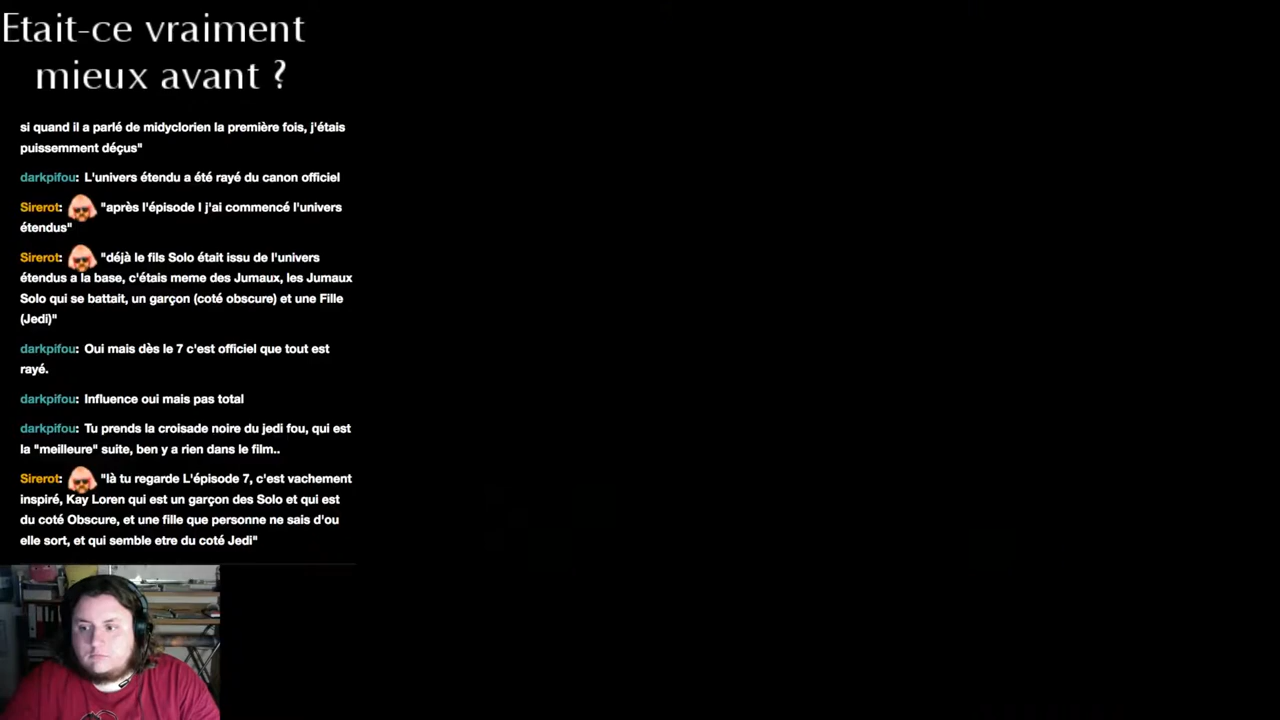 Etait-ce vraiment
mieux avant ?
si quand il a parlé de midyclorien la première fois, j'étais
puissemment déçus"
darkpifou: L'univers étendu a été rayé du canon officiel
Sirerot: "après l'épisode I j'ai commencé l'univers
étendus"
Sirerot: "déjà le fils Solo était issu de l'univers
étendus a la base, c'étais meme des Jumaux, les Jumaux
Solo qui se battait, un garçon (coté obscure) et une Fille
(Jedi)"
darkpifou: Oui mais dès le 7 c'est officiel que tout est
rayé.
darkpifou: Influence oui mais pas total
darkpifou: Tu prends la croisade noire du jedi fou, qui est
la "meilleure" suite, ben y a rien dans le film..
Sirerot: "là tu regarde L'épisode 7, c'est vachement
inspiré, Kay Loren qui est un garçon des Solo et qui est
du coté Obscure, et une fille que personne ne sais d'ou
elle sort, et qui semble etre du coté Jedi"